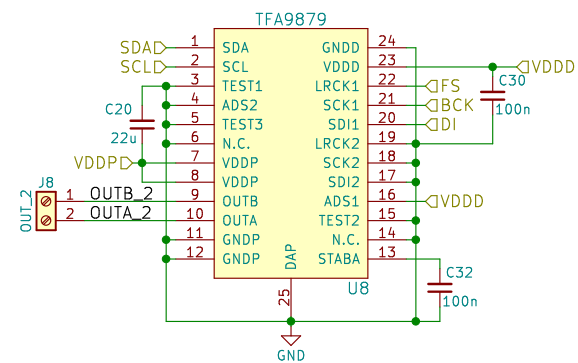 TFA9879
SDA 1 SDA GNDD 24
SCL 2 SCL VDDD 23 VDDD
3 TEST1 LRCK1 22 FS C30
4 ADS2 SCK1 21 BCK 100n
C20 5 TEST3 SDI1 20 DI
22u 6 N.C. LRCK2 19
VDDP 7 VDDP SCK2 18
8 VDDP SDI2 17
J8 1 OUTB_2 9 OUTB ADS1 16 VDDD
OUT_2 2 OUTA_2 10 OUTA TEST2 15
11 GNDP N.C. 14
12 GNDP STABA 13
DAP C32
25 U8 100n
GND